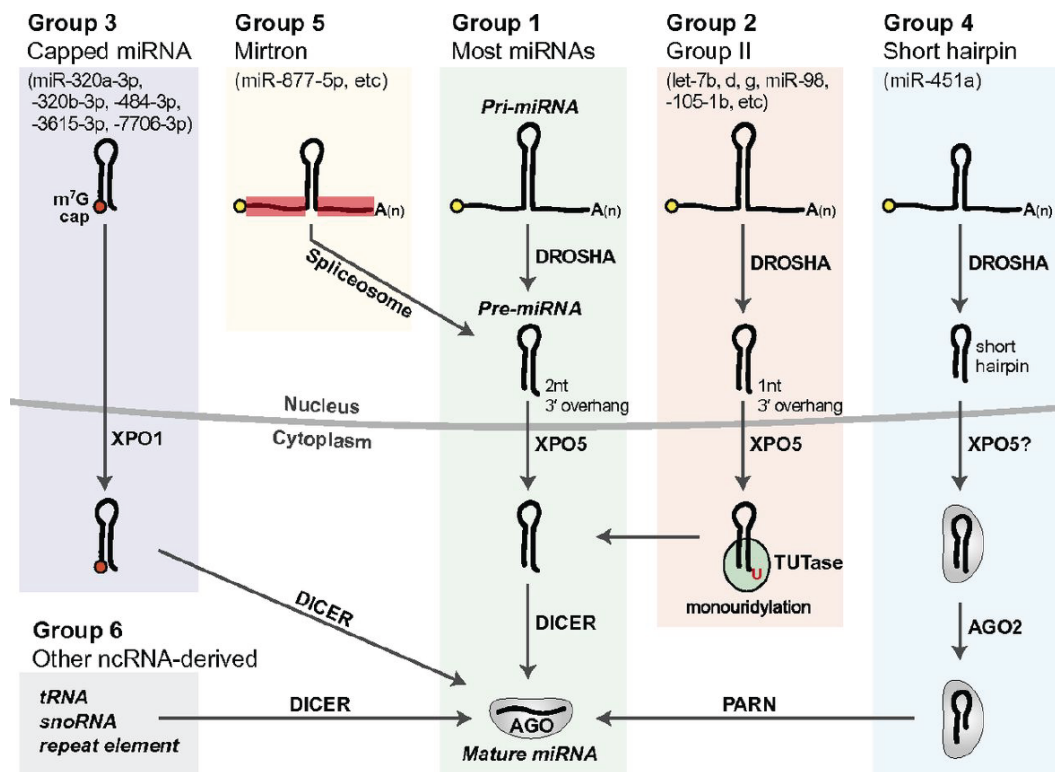 Group 3
Capped miRNA
(miR-320a-3p,
-320b-3p, -484-3p,
-3615-3p, -7706-3p)
m⁷G
cap
XPO1
DICER
Group 5
Mirtron
(miR-877-5p, etc)
A(n)
Spliceosome
Group 1
Most miRNAs
Pri-miRNA
A(n)
DROSHA
Pre-miRNA
2nt
3′ overhang
XPO5
DICER
AGO
Mature miRNA
Group 2
Group II
(let-7b, d, g, miR-98,
-105-1b, etc)
A(n)
DROSHA
1nt
3′ overhang
XPO5
U
TUTase
monouridylation
Group 4
Short hairpin
(miR-451a)
A(n)
DROSHA
short
hairpin
XPO5?
AGO2
PARN
Nucleus
Cytoplasm
Group 6
Other ncRNA-derived
tRNA
snoRNA
repeat element
DICER